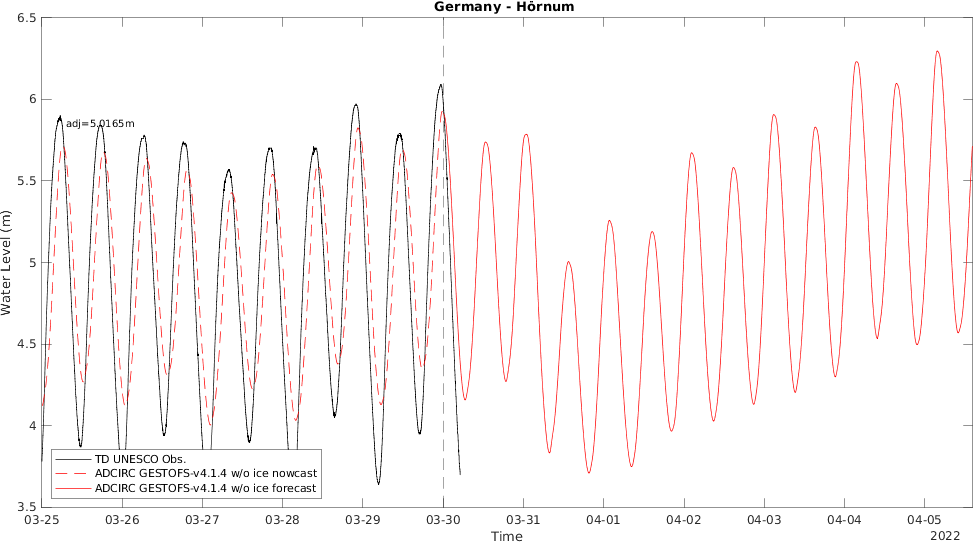 Germany - Hörnum
6.5
6
5.5
5
4.5
4
3.5
Water Level (m)
adj=5.0165m
TD UNESCO Obs.
ADCIRC GESTOFS-v4.1.4 w/o ice nowcast
ADCIRC GESTOFS-v4.1.4 w/o ice forecast
03-25 03-26 03-27 03-28 03-29 03-30 03-31 04-01 04-02 04-03 04-04 04-05
Time
2022